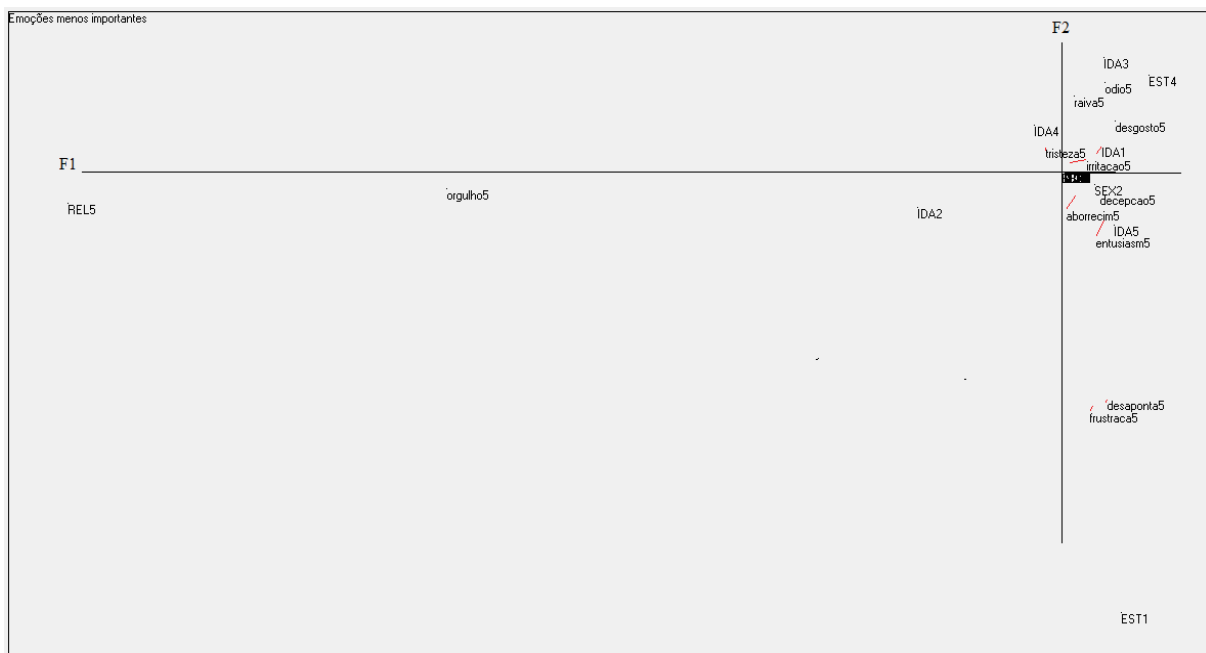 Emoções menos importantes
F2
IDA3
EST4
odio5
raiva5
desgosto5
IDA4
tristeza5
IDA1
irritacao5
F1
SEX2
orgulho5
decepcao5
REL5
IDA2
aborrecim5
IDA5
entusiasm5
desaponta5
frustraca5
EST1